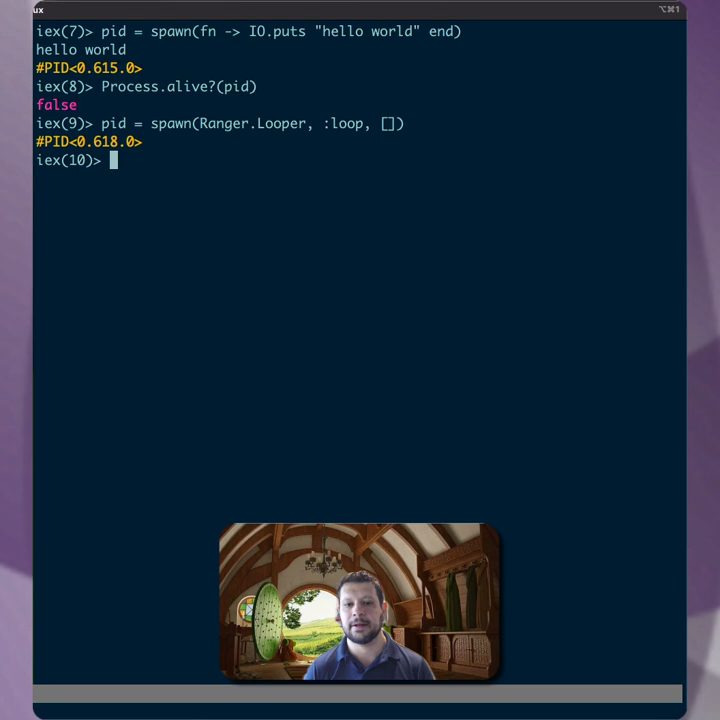 ux
⌥⌘1
iex(7)> pid = spawn(fn -> IO.puts "hello world" end)
hello world
#PID<0.615.0>
iex(8)> Process.alive?(pid)
false
iex(9)> pid = spawn(Ranger.Looper, :loop, [])
#PID<0.618.0>
iex(10)>